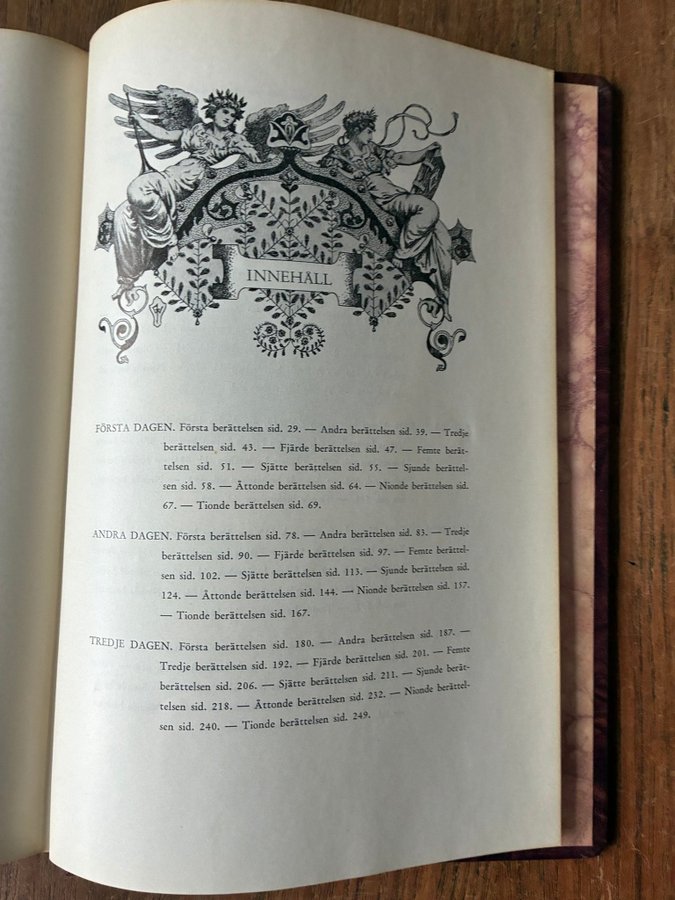 INNEHÅLL
FÖRSTA DAGEN. Första berättelsen sid. 29. — Andra berättelsen sid. 39. — Tredje
berättelsen sid. 43. — Fjärde berättelsen sid. 47. — Femte berät-
telsen sid. 51. — Sjätte berättelsen sid. 55. — Sjunde berättel-
sen sid. 58. — Åttonde berättelsen sid. 64. — Nionde berättelsen sid.
67. — Tionde berättelsen sid. 69.
ANDRA DAGEN. Första berättelsen sid. 78. — Andra berättelsen sid. 83. — Tredje
berättelsen sid. 90. — Fjärde berättelsen sid. 97. — Femte berättel-
sen sid. 102. — Sjätte berättelsen sid. 113. — Sjunde berättelsen sid.
124. — Åttonde berättelsen sid. 144. — Nionde berättelsen sid. 157.
— Tionde berättelsen sid. 167.
TREDJE DAGEN. Första berättelsen sid. 180. — Andra berättelsen sid. 187. —
Tredje berättelsen sid. 192. — Fjärde berättelsen sid. 201. — Femte
berättelsen sid. 206. — Sjätte berättelsen sid. 211. — Sjunde berät-
telsen sid. 218. — Åttonde berättelsen sid. 232. — Nionde berättel-
sen sid. 240. — Tionde berättelsen sid. 249.